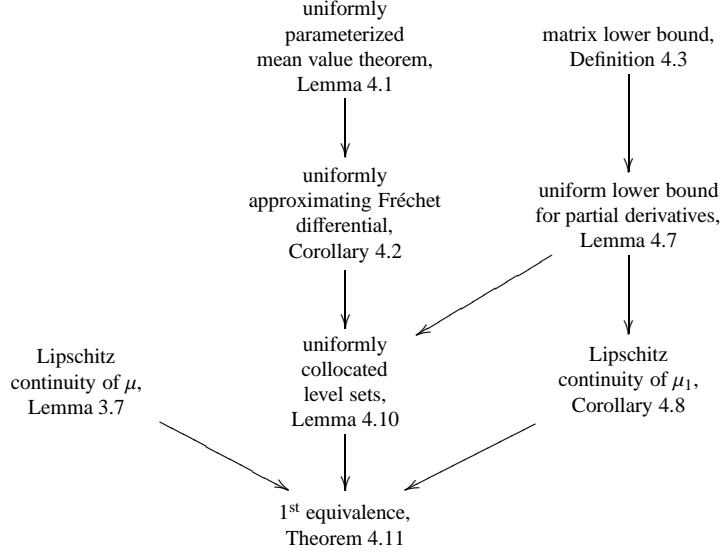 uniformly
parameterized
mean value theorem,
Lemma 4.1
matrix lower bound,
Definition 4.3
uniformly
approximating Fréchet
differential,
Corollary 4.2
uniform lower bound
for partial derivatives,
Lemma 4.7
Lipschitz
continuity of μ,
Lemma 3.7
uniformly
collocated
level sets,
Lemma 4.10
Lipschitz
continuity of μ₁,
Corollary 4.8
1st equivalence,
Theorem 4.11